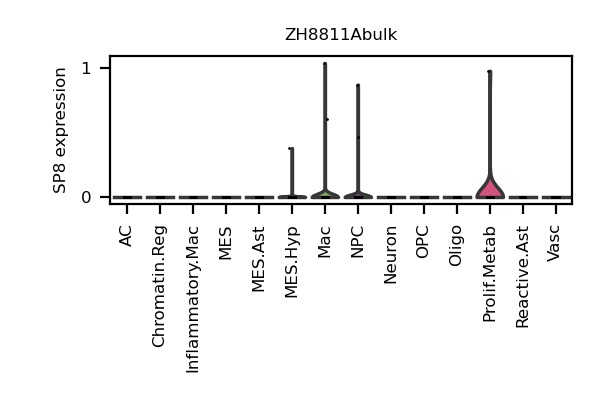 ZH8811Abulk
SP8 expression
1
0
AC
Chromatin.Reg
Inflammatory.Mac
MES
MES.Ast
MES.Hyp
Mac
NPC
Neuron
OPC
Oligo
Prolif.Metab
Reactive.Ast
Vasc